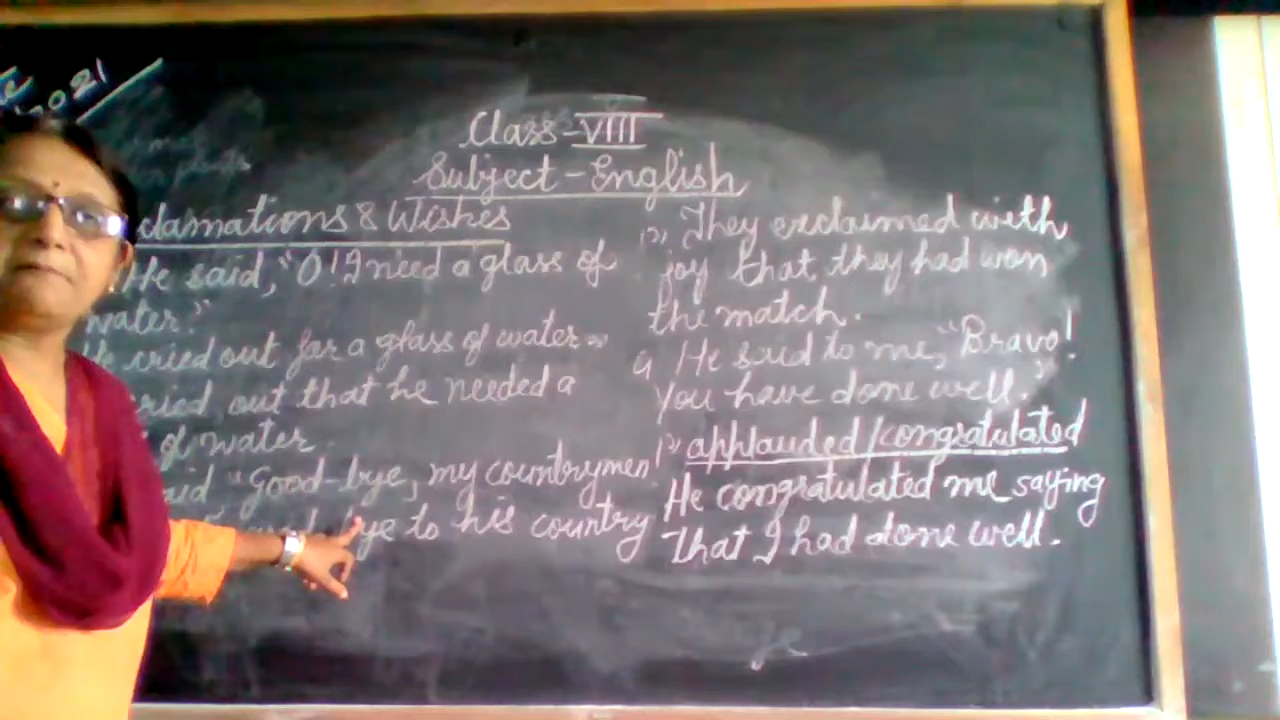 2021
Class-VIII
Subject-English
clamations & Wishes
He said, "O! I need a glass of
water."
He cried out for a glass of water
cried out that he needed a
of water.
said "Good-bye, my countrymen!"
bye to his country
They exclaimed with
joy that they had won
the match.
He said to me, "Bravo!
You have done well."
applauded/congratulated
He congratulated me saying
that I had done well.